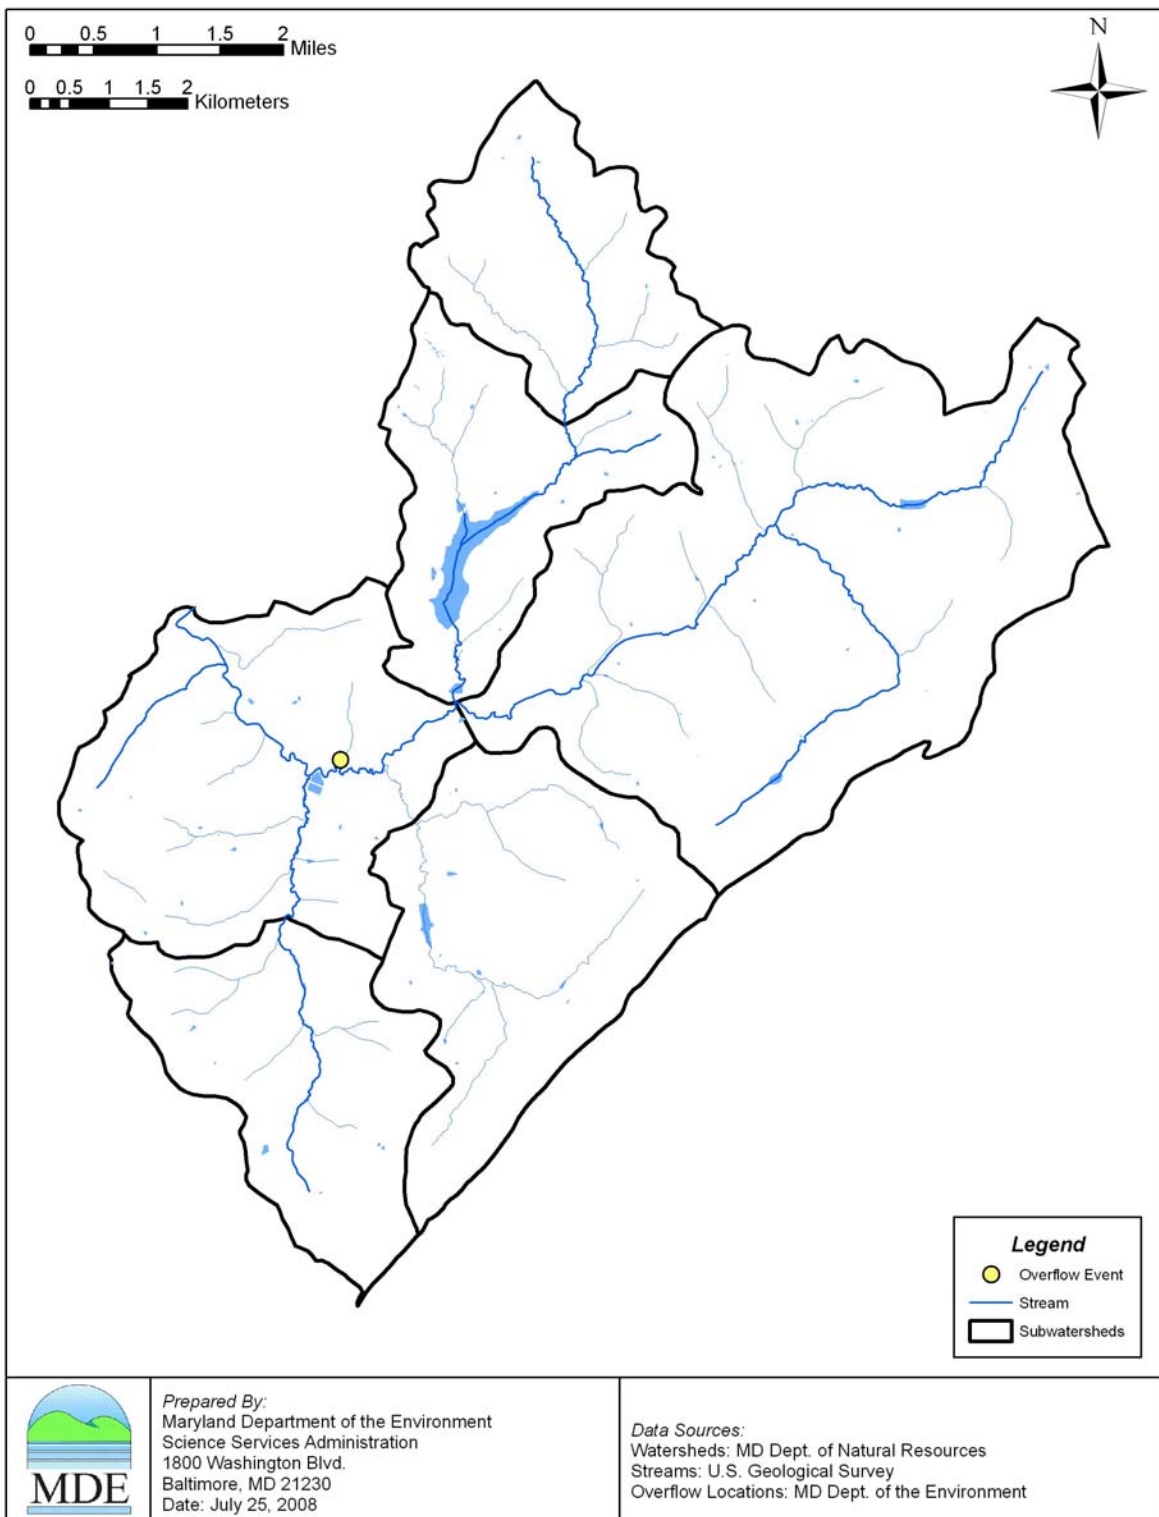 0 0.5 1 1.5 2
Miles
0 0.5 1 1.5 2
Kilometers
N
Legend
Overflow Event
Stream
Subwatersheds
MDE
Prepared By:
Maryland Department of the Environment
Science Services Administration
1800 Washington Blvd.
Baltimore, MD 21230
Date: July 25, 2008
Data Sources:
Watersheds: MD Dept. of Natural Resources
Streams: U.S. Geological Survey
Overflow Locations: MD Dept. of the Environment